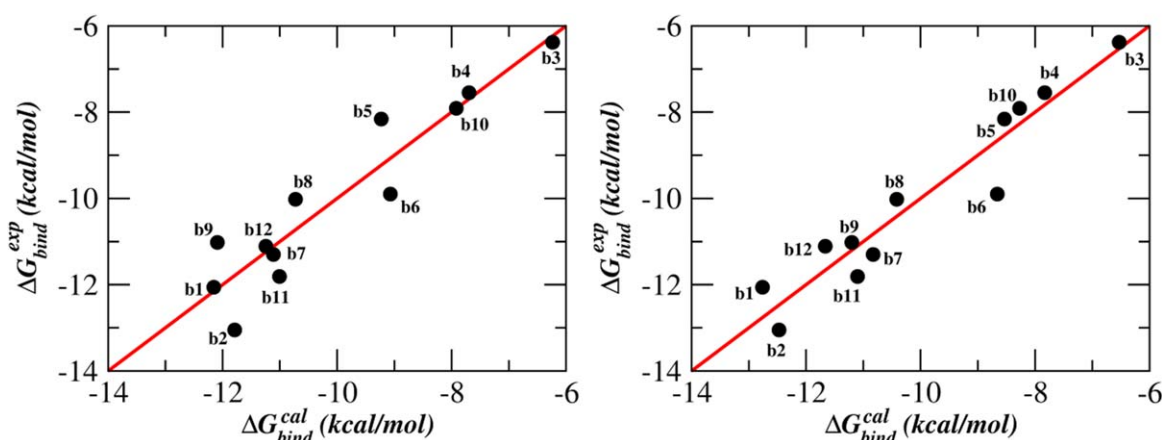 -6
-8
-10
-12
-14
ΔG_bind^exp (kcal/mol)
b3
b4
b10
b5
b6
b8
b9
b12
b7
b11
b1
b2
-14 -12 -10 -8 -6
ΔG_bind^cal (kcal/mol)
-6
-8
-10
-12
-14
ΔG_bind^exp (kcal/mol)
b3
b4
b10
b5
b6
b8
b9
b12
b7
b11
b1
b2
-14 -12 -10 -8 -6
ΔG_bind^cal (kcal/mol)